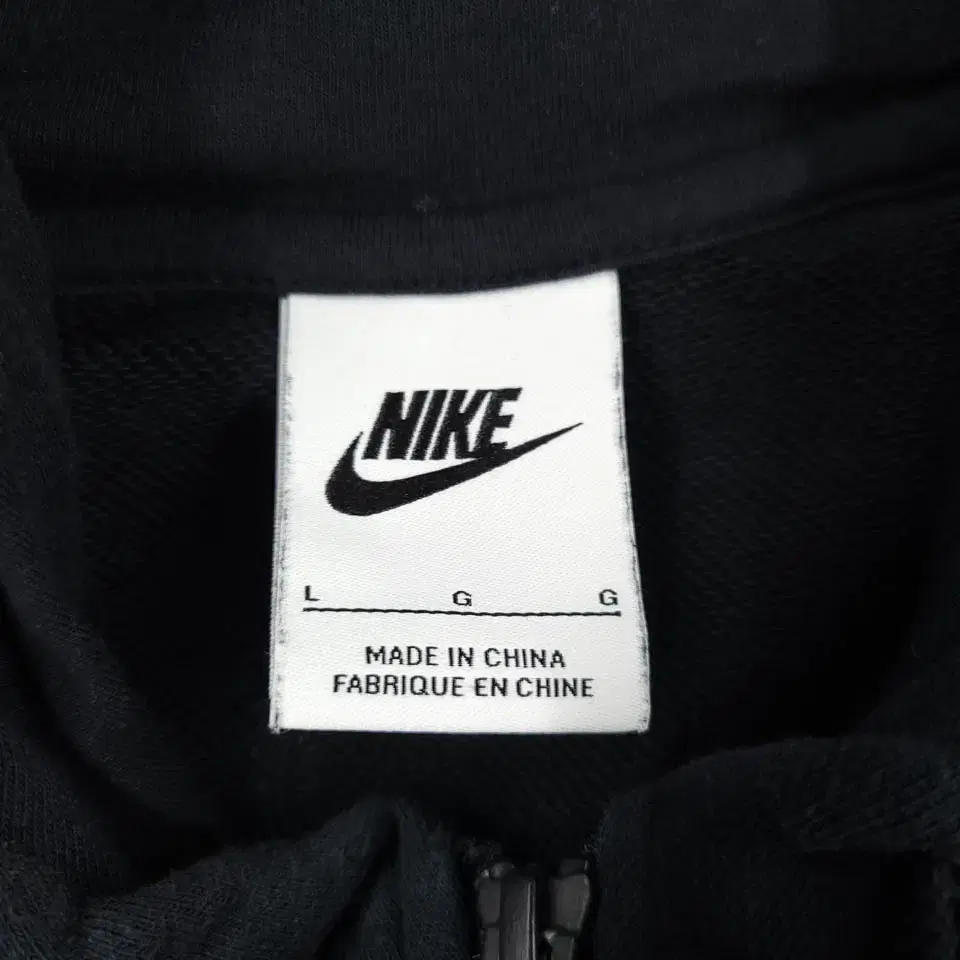 NIKE
L G G
MADE IN CHINA
FABRIQUE EN CHINE